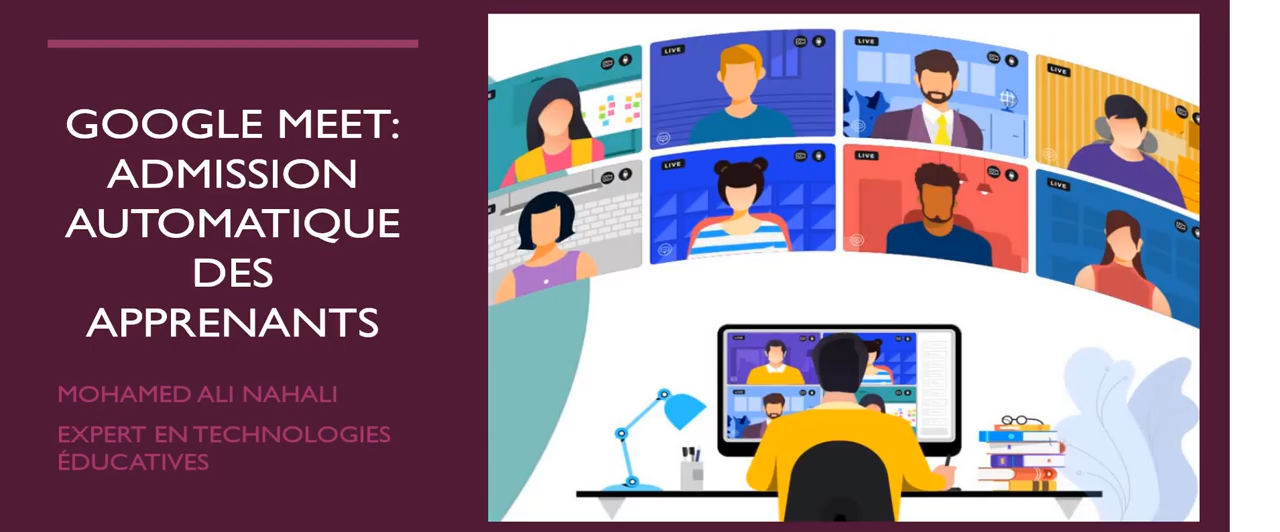 GOOGLE MEET:
ADMISSION
AUTOMATIQUE
DES
APPRENANTS
MOHAMED ALI NAHALI
EXPERT EN TECHNOLOGIES
ÉDUCATIVES
LIVE
LIVE
LIVE
LIVE
LIVE
LIVE